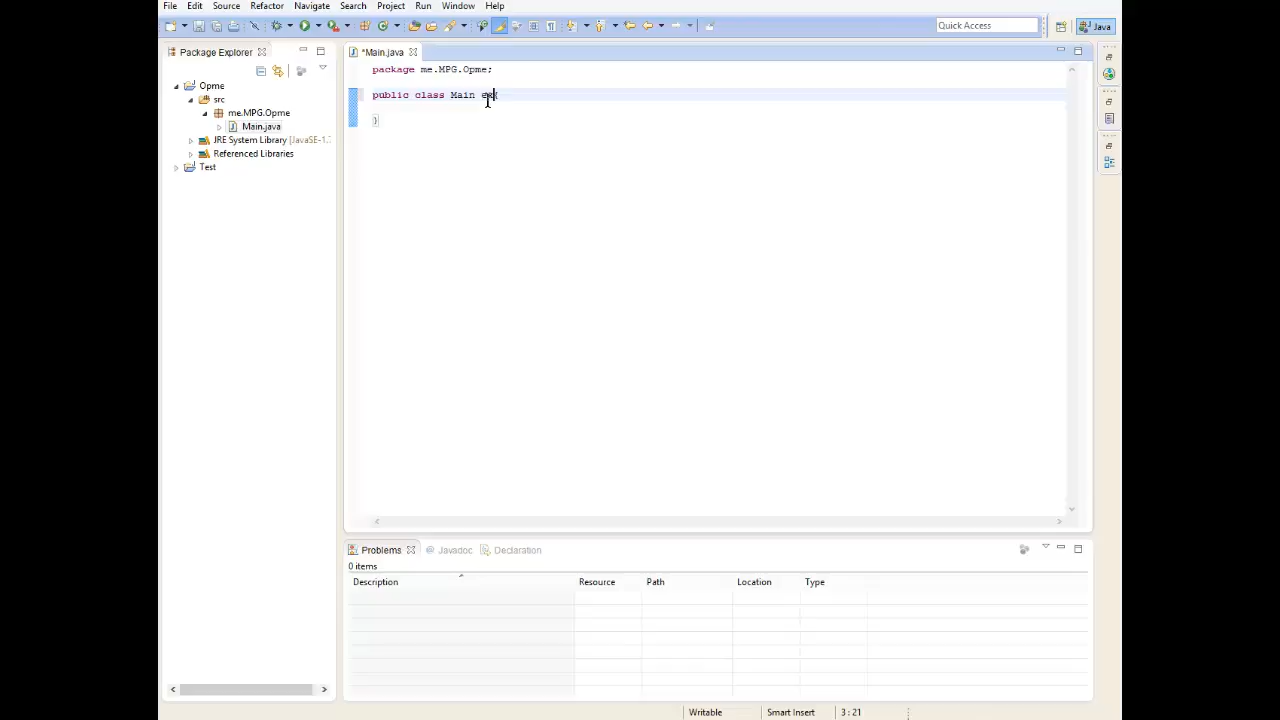 File Edit Source Refactor Navigate Search Project Run Window Help
Quick Access
Java
Package Explorer
*Main.java
Opme
src
me.MPG.Opme
Main.java
JRE System Library [JavaSE-1.
Referenced Libraries
Test
package me.MPG.Opme;
public class Main
}
Problems
Javadoc
Declaration
0 items
Description
Resource
Path
Location
Type
Writable
Smart Insert
3 : 21